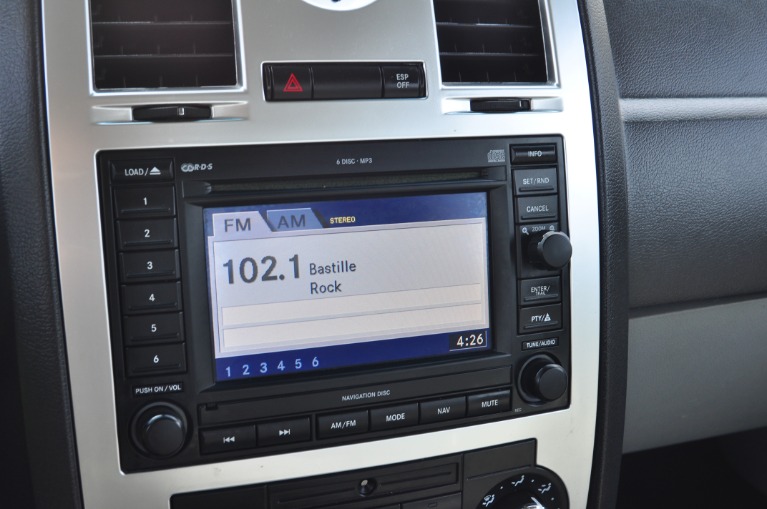 ESP
OFF
LOAD/
R·D·S
6 DISC · MP3
INFO
1
2
3
4
5
6
SET/RND
CANCEL
ZOOM
ENTER/
PTY/
TUNE/AUDIO
FM AM STEREO
102.1 Bastille
Rock
4:26
1 2 3 4 5 6
PUSH ON / VOL
NAVIGATION DISC
AM/FM MODE NAV MUTE